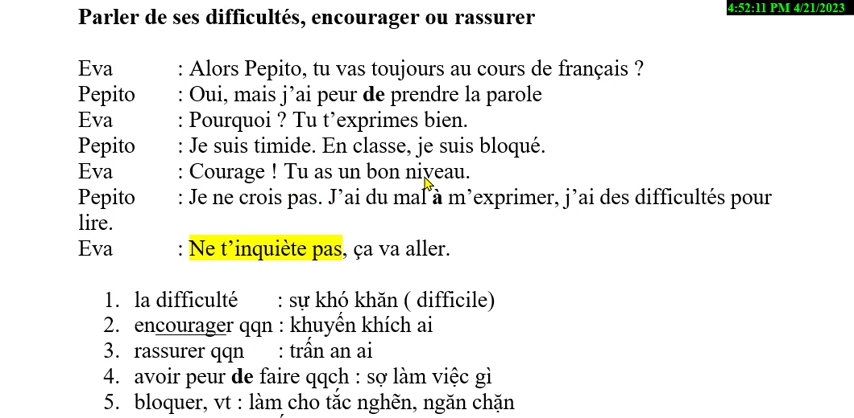 4:52:11 PM 4/21/2023
Parler de ses difficultés, encourager ou rassurer
Eva : Alors Pepito, tu vas toujours au cours de français ?
Pepito : Oui, mais j’ai peur de prendre la parole
Eva : Pourquoi ? Tu t’exprimes bien.
Pepito : Je suis timide. En classe, je suis bloqué.
Eva : Courage ! Tu as un bon niveau.
Pepito : Je ne crois pas. J’ai du mal à m’exprimer, j’ai des difficultés pour
lire.
Eva : Ne t’inquiète pas, ça va aller.
1. la difficulté : sự khó khăn ( difficile)
2. encourager qqn : khuyến khích ai
3. rassurer qqn : trấn an ai
4. avoir peur de faire qqch : sợ làm việc gì
5. bloquer, vt : làm cho tắc nghẽn, ngăn chặn